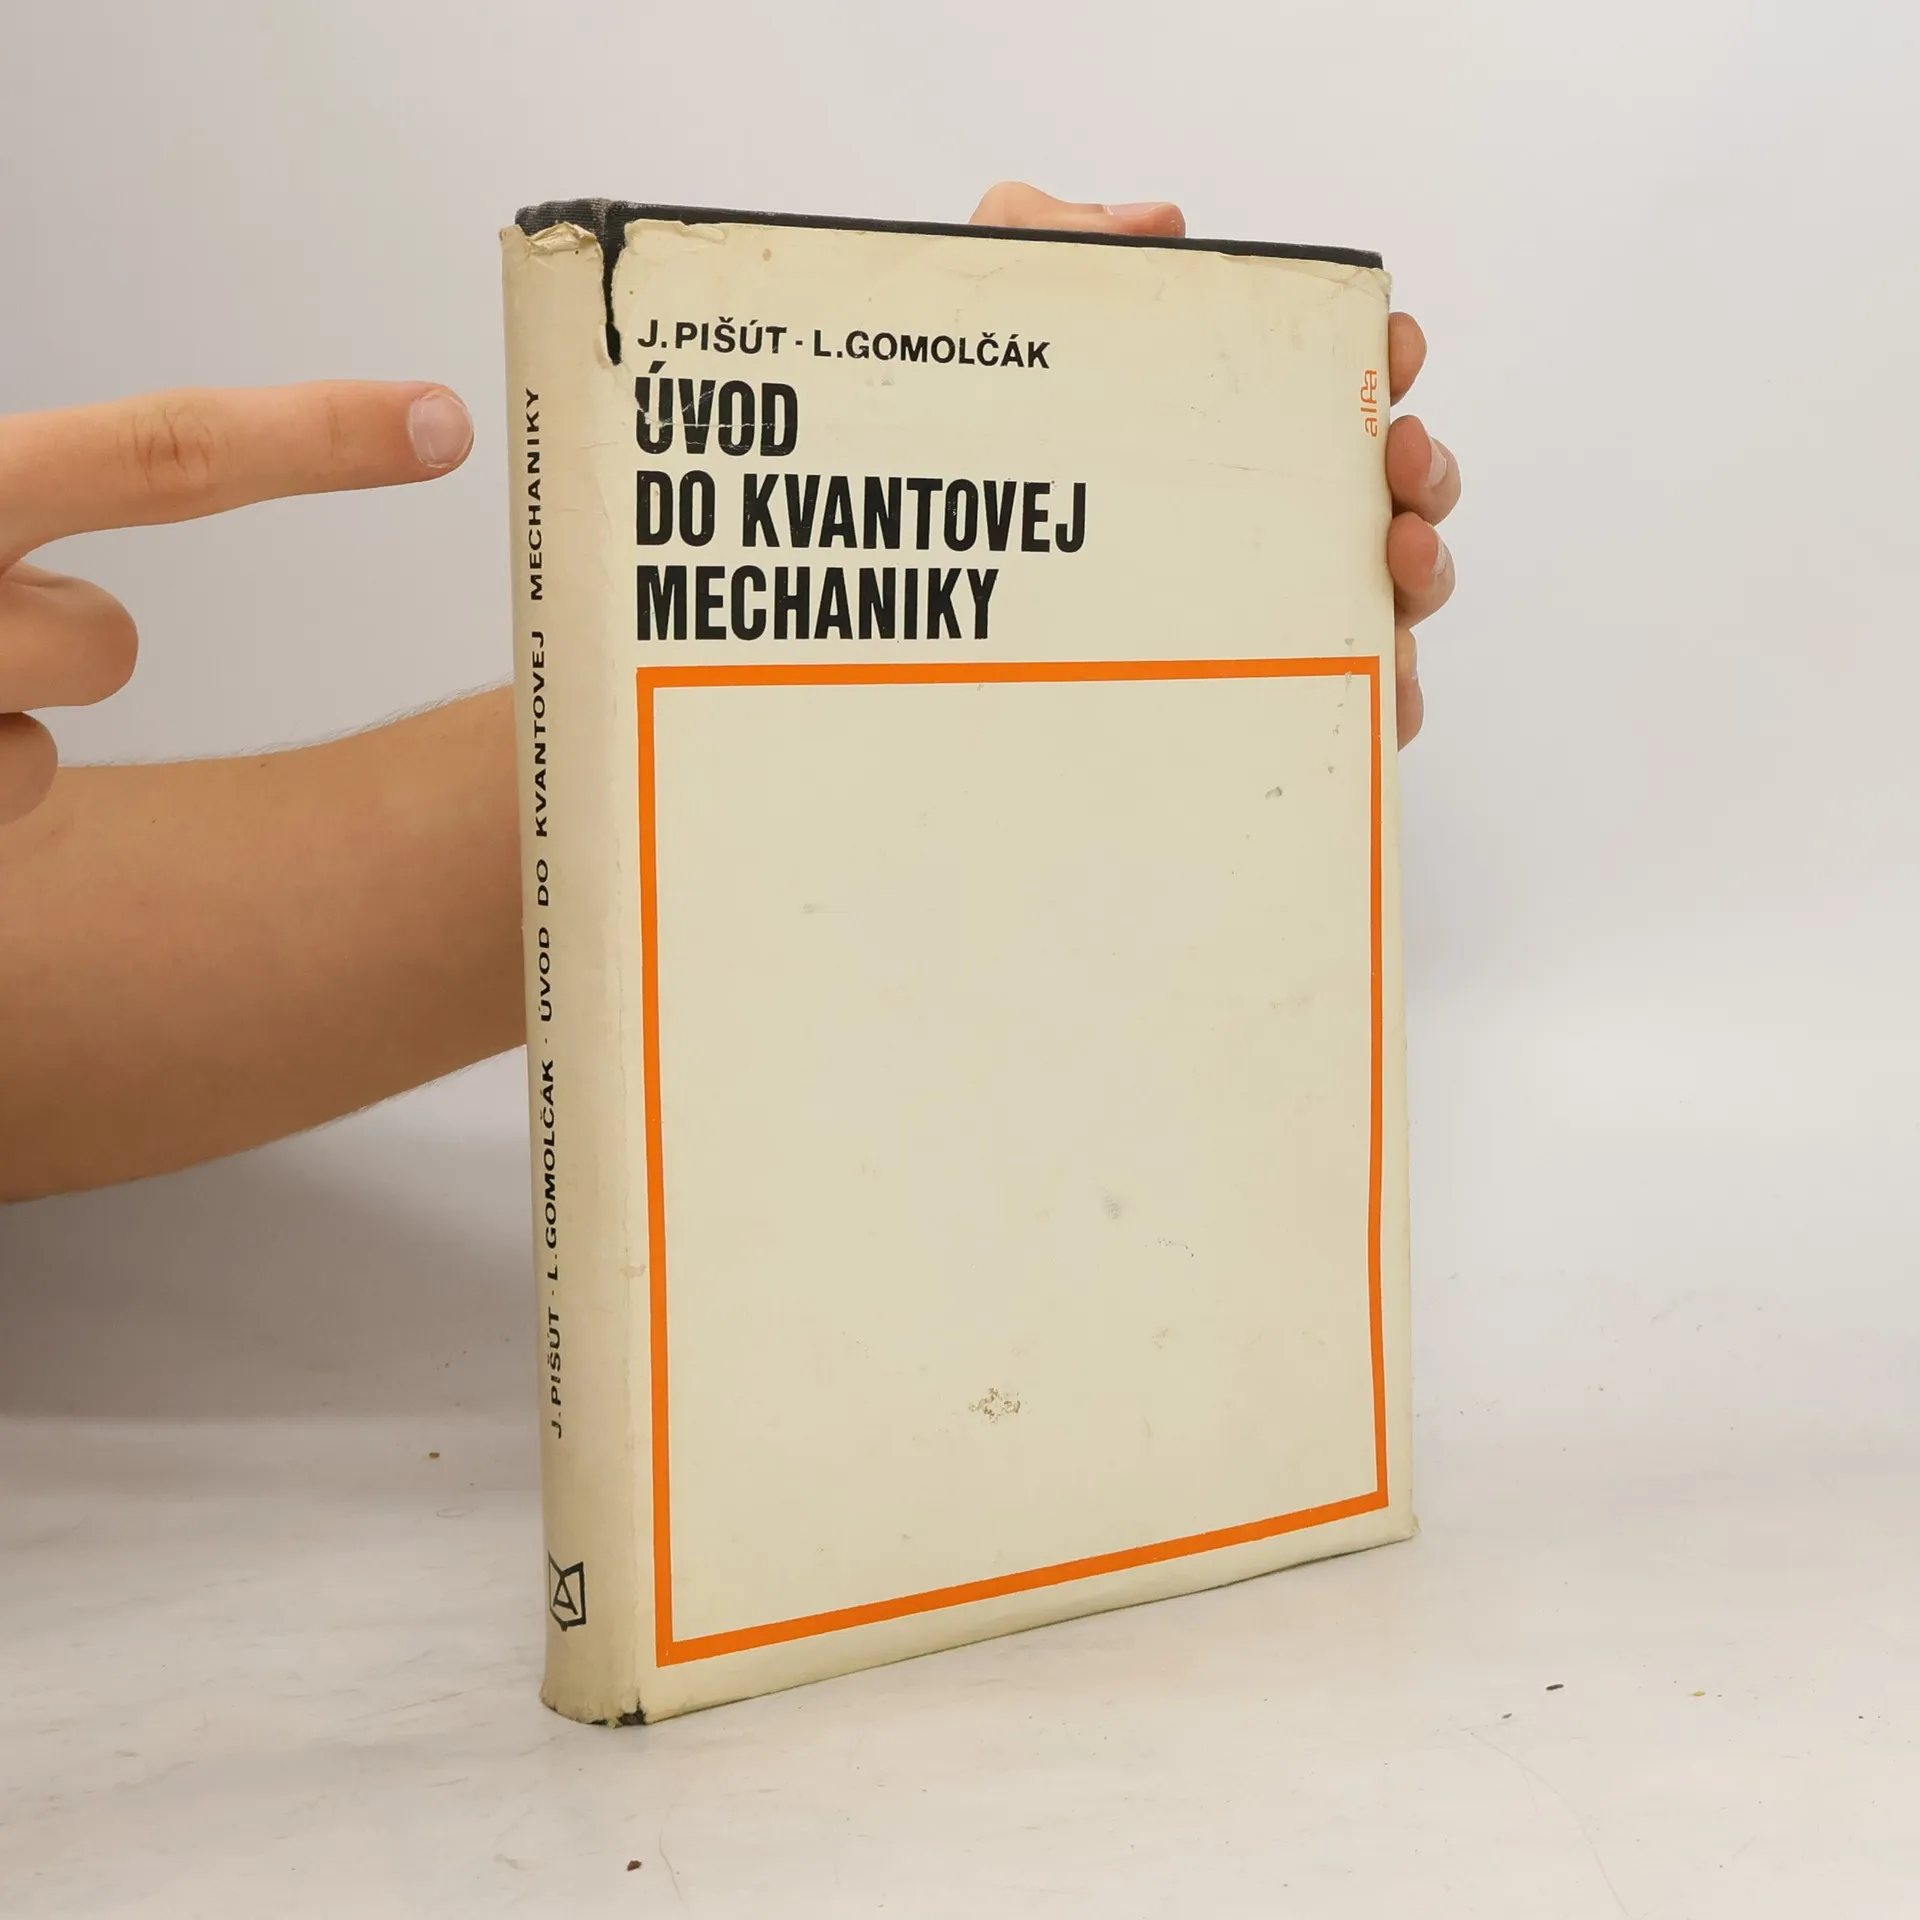 J. PIŠÚT - L. GOMOLČÁK
ÚVOD
DO KVANTOVEJ
MECHANIKY
alfa
J. PIŠÚT - L. GOMOLČÁK · ÚVOD DO KVANTOVEJ MECHANIKY